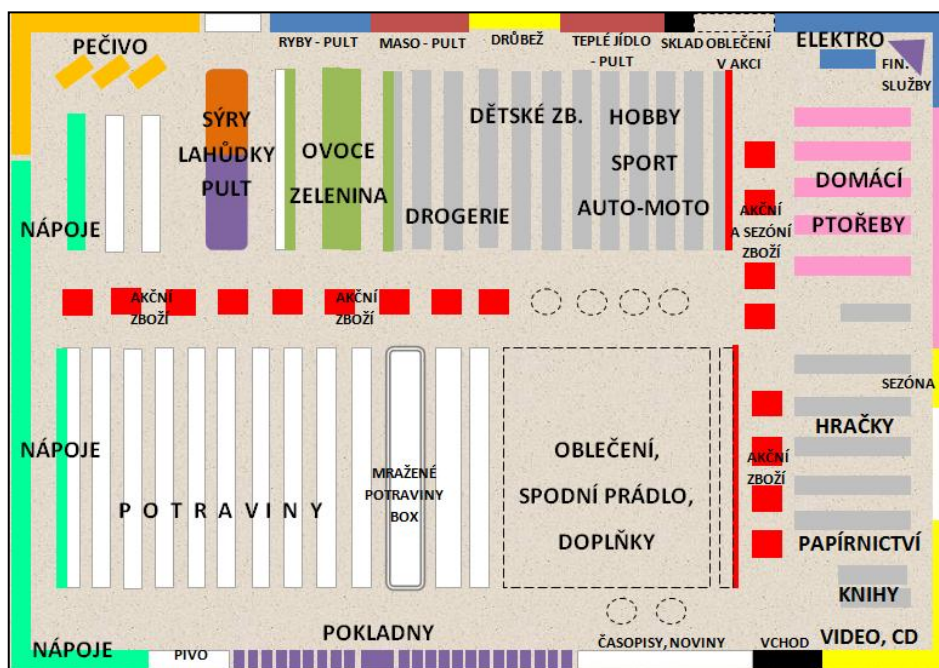 PEČIVO
RYBY - PULT
MASO - PULT
DRŮBEŽ
TEPLÉ JÍDLO
- PULT
SKLAD
OBLEČENÍ
V AKCI
ELEKTRO
FIN.
SLUŽBY
SÝRY
LAHŮDKY
PULT
OVOCE
ZELENINA
DĚTSKÉ ZB.
DROGERIE
HOBBY
SPORT
AUTO-MOTO
AKČNÍ
A SEZÓNÍ
ZBOŽÍ
DOMÁCÍ
PTOŘEBY
NÁPOJE
AKČNÍ
ZBOŽÍ
AKČNÍ
ZBOŽÍ
SEZÓNA
HRAČKY
NÁPOJE
POTRAVINY
MRAŽENÉ
POTRAVINY
BOX
OBLEČENÍ,
SPODNÍ PRÁDLO,
DOPLŇKY
AKČNÍ
ZBOŽÍ
PAPÍRNICTVÍ
KNIHY
NÁPOJE
PIVO
POKLADNY
ČASOPISY, NOVINY
VCHOD
VIDEO, CD